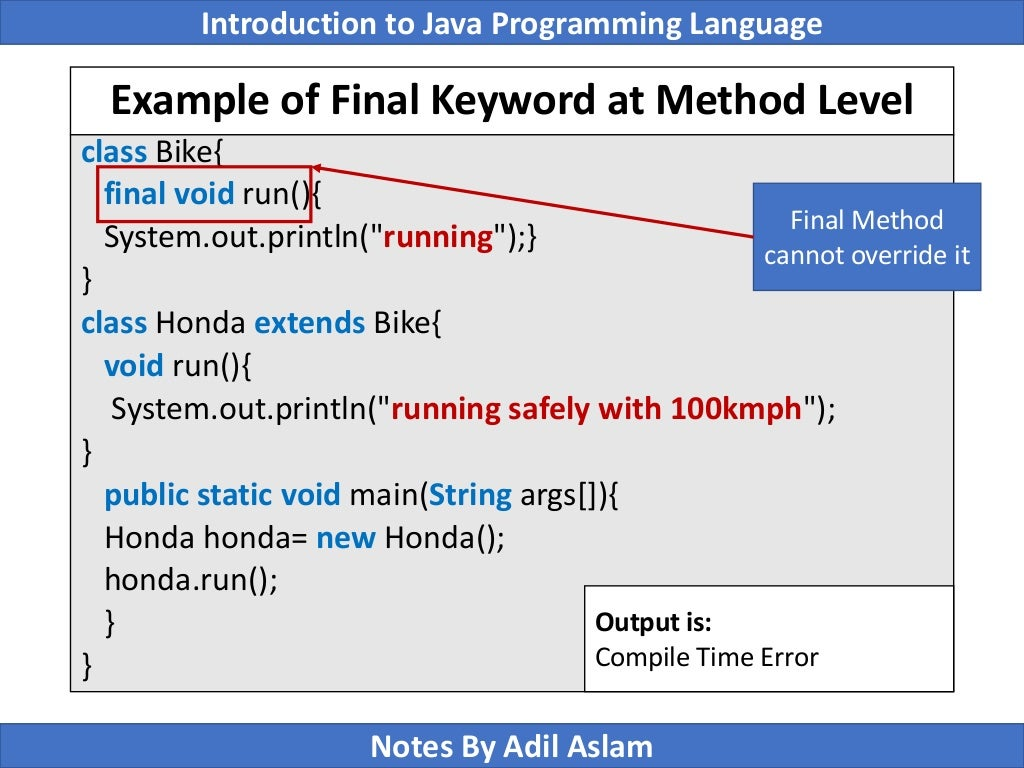 Introduction to Java Programming Language
Example of Final Keyword at Method Level
class Bike{
final void run(){
System.out.println("running");}
}
class Honda extends Bike{
void run(){
System.out.println("running safely with 100kmph");
}
public static void main(String args[]){
Honda honda= new Honda();
honda.run();
}
}
Final Method
cannot override it
Output is:
Compile Time Error
Notes By Adil Aslam